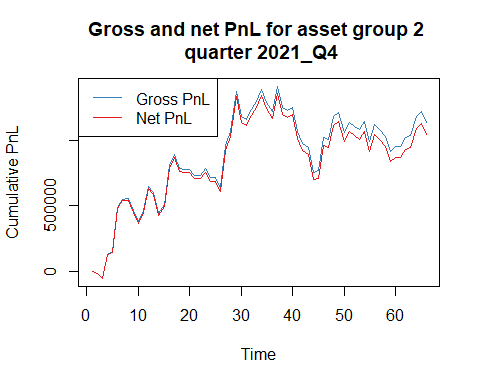 Gross and net PnL for asset group 2
quarter 2021_Q4
Gross PnL
Net PnL
Cumulative PnL
500000
0
0 10 20 30 40 50 60
Time